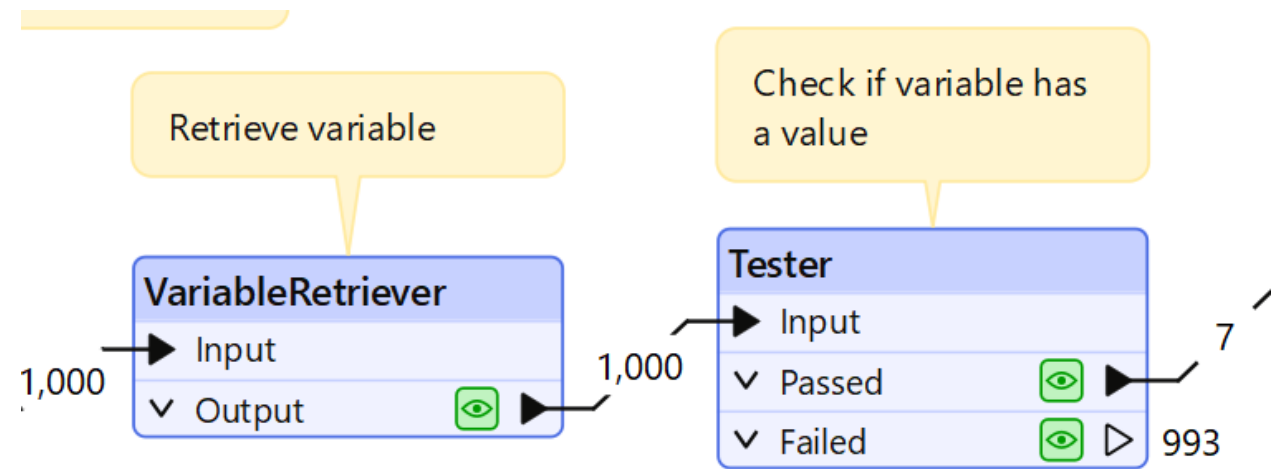 Retrieve variable
Check if variable has
a value
VariableRetriever
Input
Output
1,000
1,000
Tester
Input
Passed
Failed
7
993